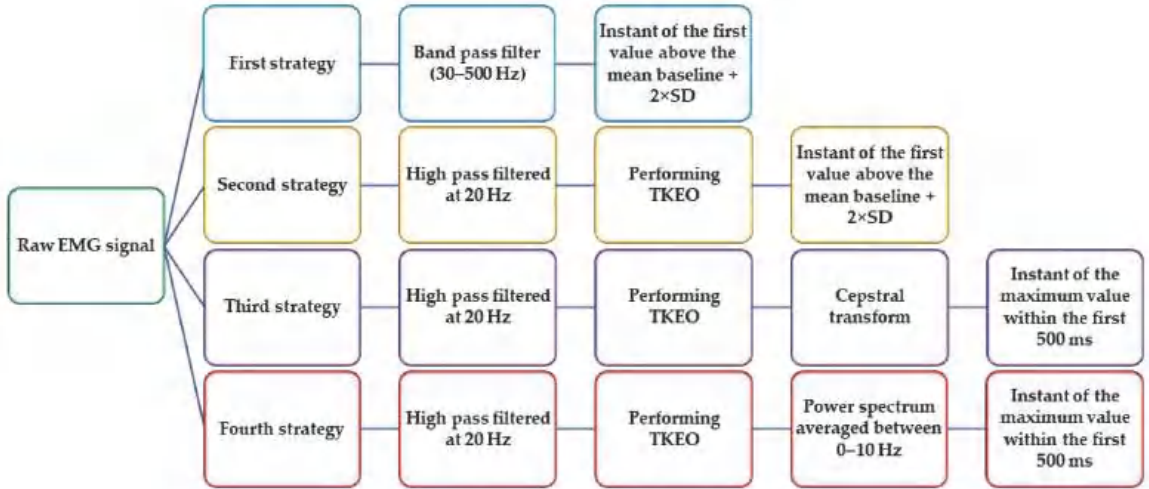 Raw EMG signal
First strategy
Band pass filter
(30–500 Hz)
Instant of the first
value above the
mean baseline +
2×SD
Second strategy
High pass filtered
at 20 Hz
Performing
TKEO
Instant of the first
value above the
mean baseline +
2×SD
Third strategy
High pass filtered
at 20 Hz
Performing
TKEO
Cepstral
transform
Instant of the
maximum value
within the first
500 ms
Fourth strategy
High pass filtered
at 20 Hz
Performing
TKEO
Power spectrum
averaged between
0–10 Hz
Instant of the
maximum value
within the first
500 ms